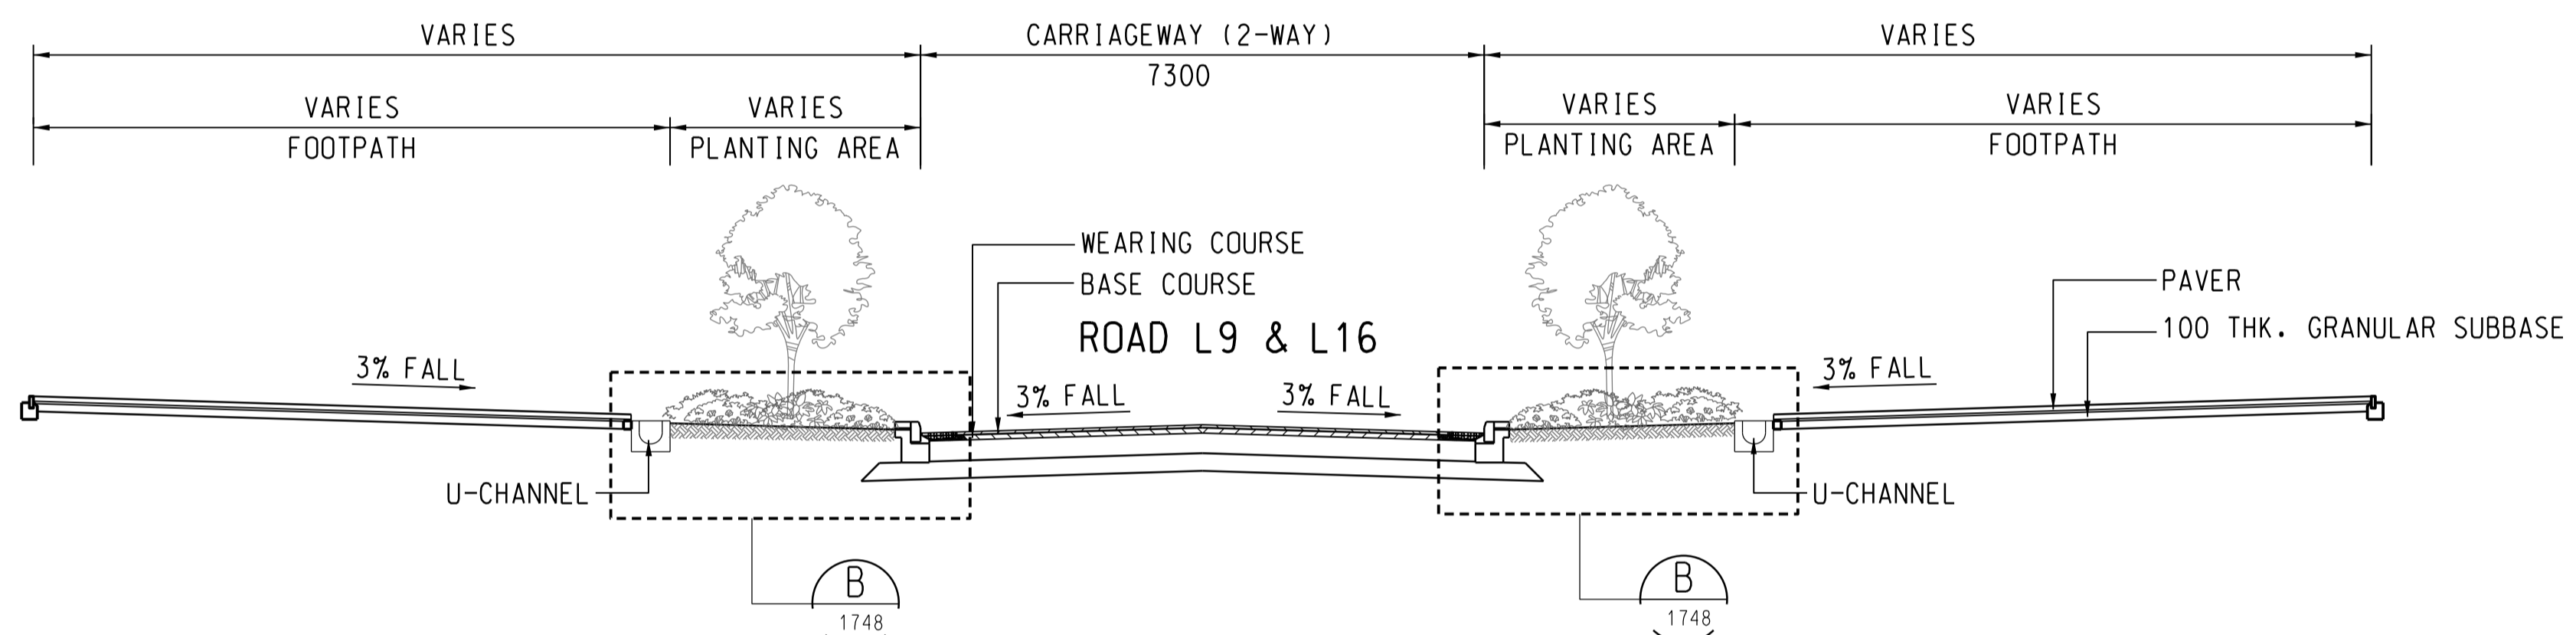 VARIES
CARRIAGEWAY (2-WAY)
VARIES
7300
VARIES
VARIES
VARIES
VARIES
FOOTPATH
PLANTING AREA
PLANTING AREA
FOOTPATH
WEARING COURSE
BASE COURSE
PAVER
ROAD L9 & L16
100 THK. GRANULAR SUBBASE
3% FALL
3% FALL
3% FALL
3% FALL
U-CHANNEL
U-CHANNEL
B
B
1748
1748